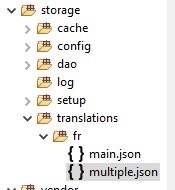 storage
cache
config
dao
log
setup
translations
fr
{ } main.json
{ } multiple.json
vendor